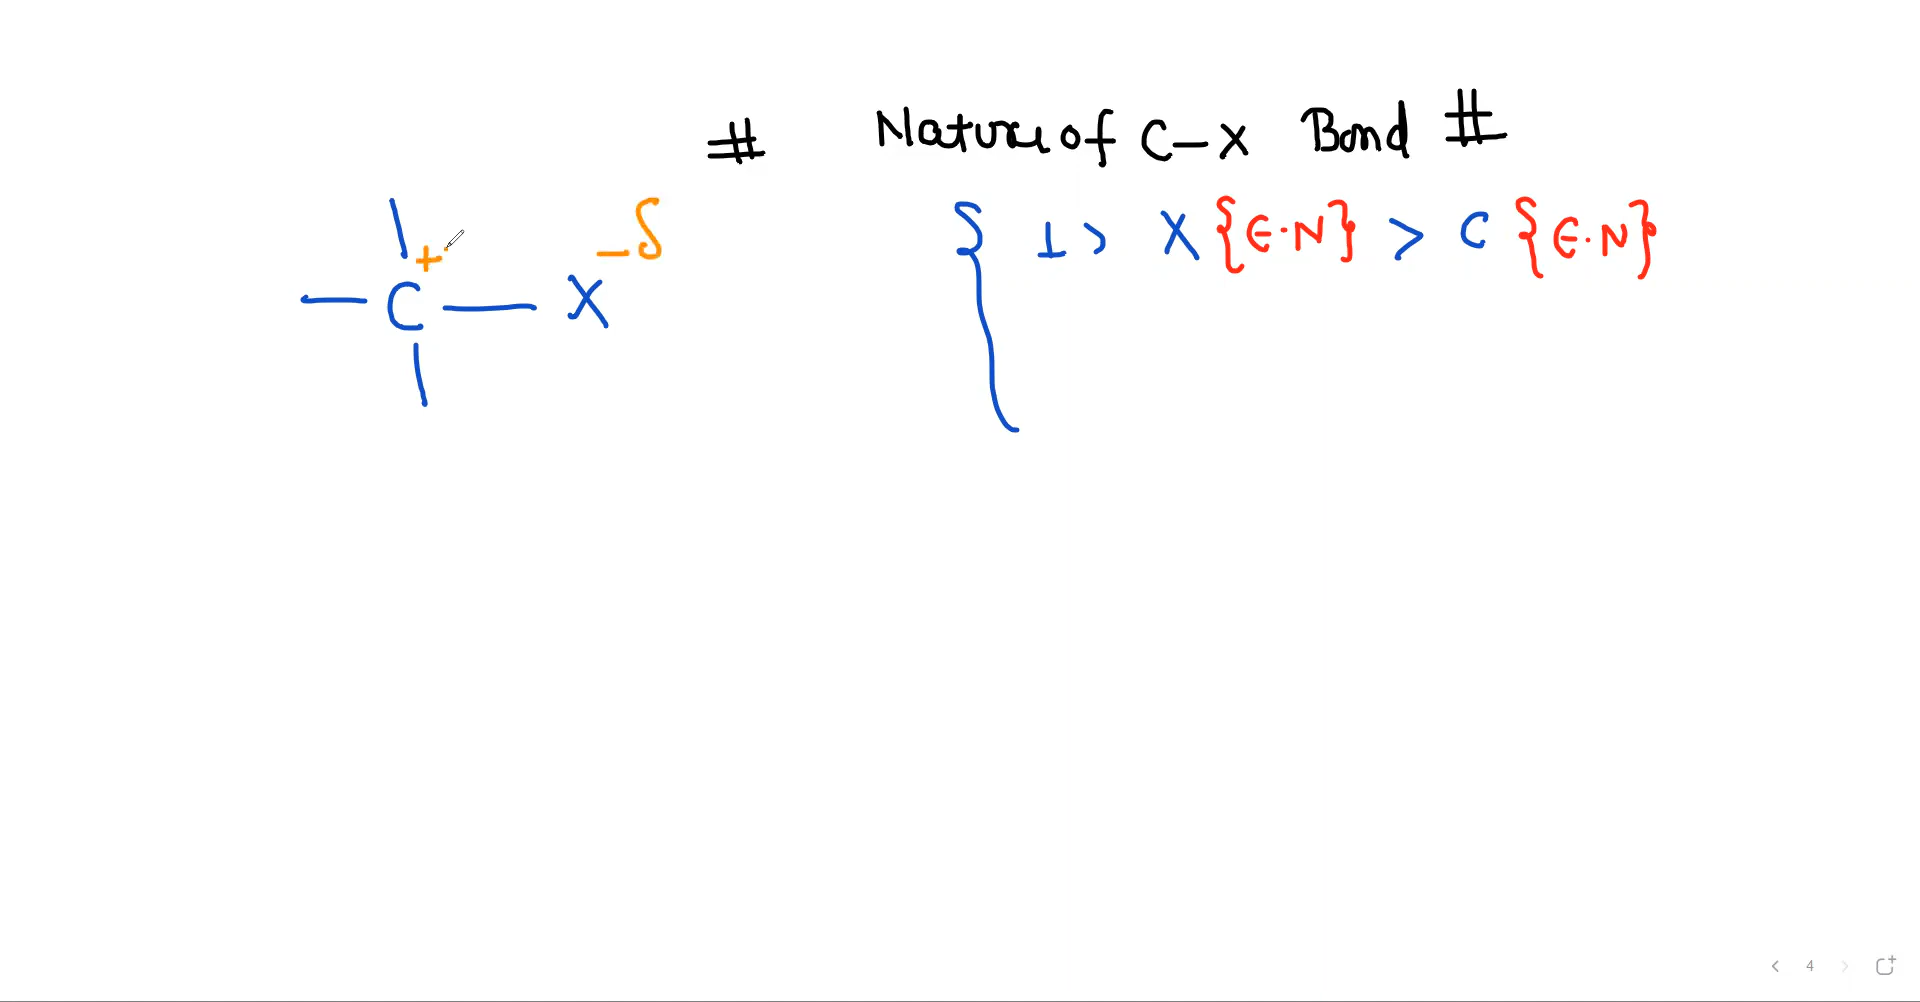 # Nature of C-X Bond #
1> X{E.N} > C{E.N}
-δ
+
C — X
4